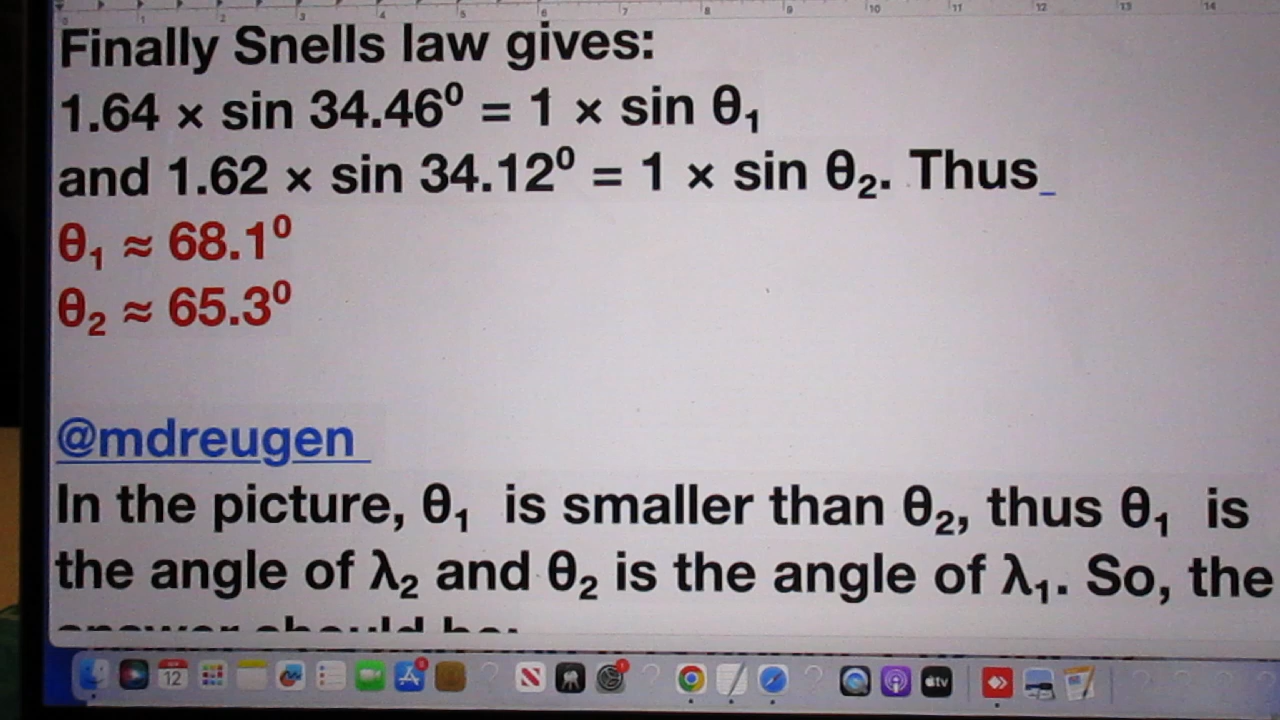 Finally Snells law gives:
1.64 × sin 34.46⁰ = 1 × sin θ₁
and 1.62 × sin 34.12⁰ = 1 × sin θ₂. Thus
θ₁ ≈ 68.1⁰
θ₂ ≈ 65.3⁰
@mdreugen
In the picture, θ₁ is smaller than θ₂, thus θ₁ is
the angle of λ₂ and θ₂ is the angle of λ₁. So, the